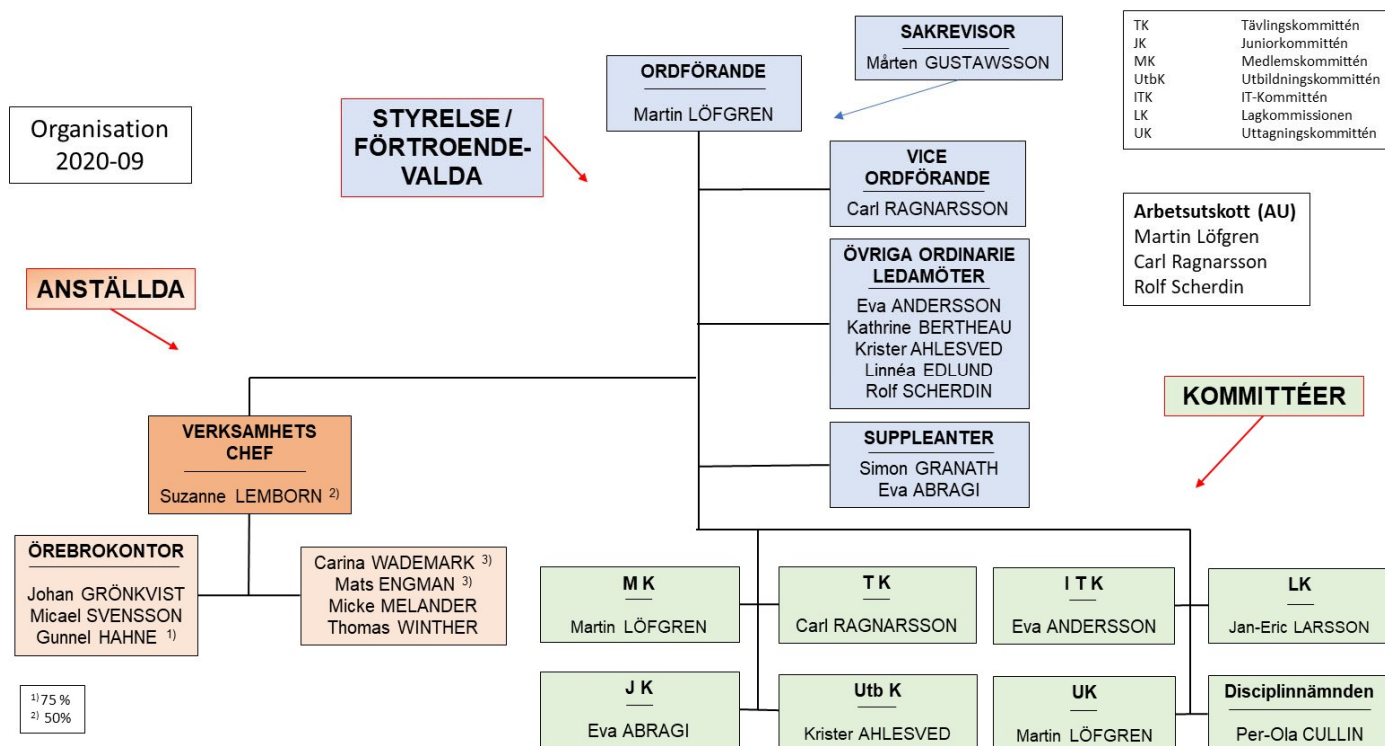 Organisation
2020-09
STYRELSE /
FÖRTROENDE-
VALDA
ORDFÖRANDE
Martin LÖFGREN
SAKREVISOR
Mårten GUSTAWSSON
TK Tävlingskommittén
JK Juniorkommittén
MK Medlemskommittén
UtbK Utbildningskommittén
ITK IT-Kommittén
LK Lagkommissionen
UK Uttagningskommittén
VICE
ORDFÖRANDE
Carl RAGNARSSON
Arbetsutskott (AU)
Martin Löfgren
Carl Ragnarsson
Rolf Scherdin
ÖVRIGA ORDINARIE
LEDAMÖTER
Eva ANDERSSON
Kathrine BERTHEAU
Krister AHLESVED
Linnéa EDLUND
Rolf SCHERDIN
ANSTÄLLDA
KOMMITTÉER
SUPPLEANTER
Simon GRANATH
Eva ABRAGI
VERKSAMHETS
CHEF
Suzanne LEMBORN 2)
ÖREBROKONTOR
Johan GRÖNKVIST
Micael SVENSSON
Gunnel HAHNE 1)
Carina WADEMARK 3)
Mats ENGMAN 3)
Micke MELANDER
Thomas WINTHER
M K
Martin LÖFGREN
T K
Carl RAGNARSSON
I T K
Eva ANDERSSON
LK
Jan-Eric LARSSON
J K
Eva ABRAGI
Utb K
Krister AHLESVED
UK
Martin LÖFGREN
Disciplinnämnden
Per-Ola CULLIN
1) 75 %
2) 50%